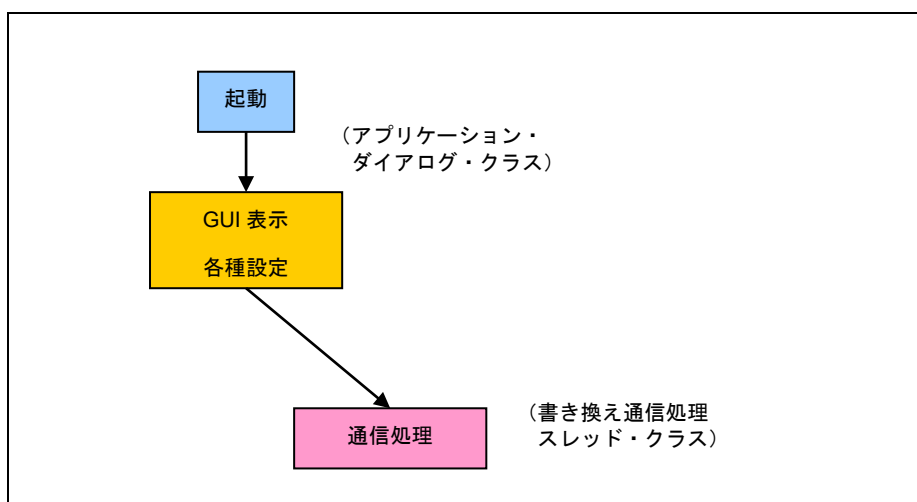 起動
（アプリケーション・
ダイアログ・クラス）
GUI 表示
各種設定
通信処理
（書き換え通信処理
スレッド・クラス）